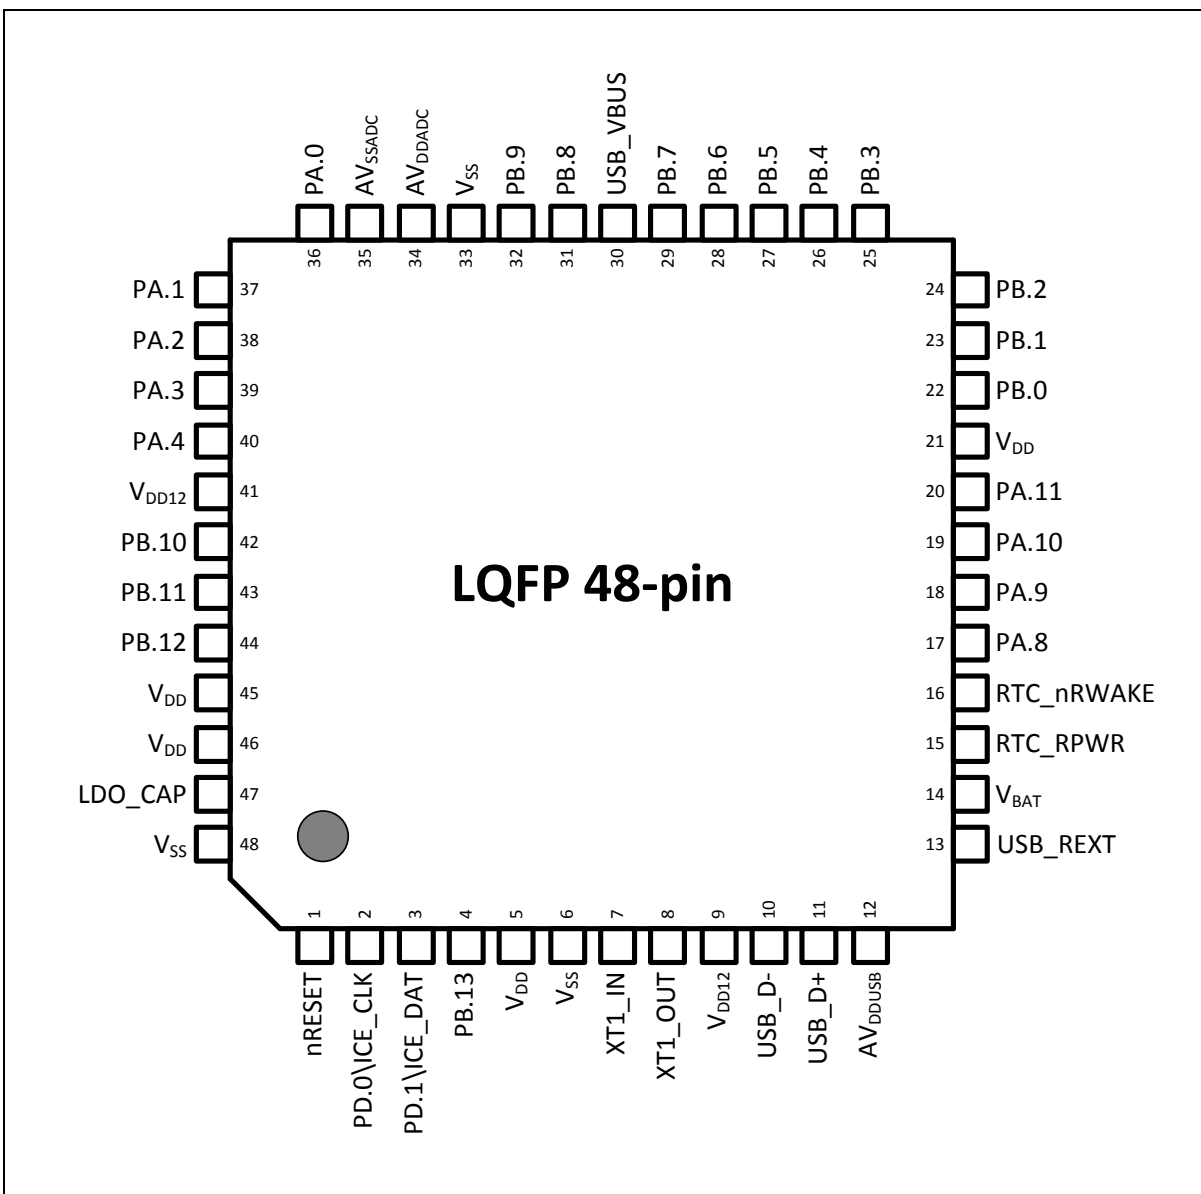 PA.0
AVSSADC
AVDDADC
VSS
PB.9
PB.8
USB_VBUS
PB.7
PB.6
PB.5
PB.4
PB.3
36
35
34
33
32
31
30
29
28
27
26
25
PA.1 37
PA.2 38
PA.3 39
PA.4 40
VDD12 41
PB.10 42
PB.11 43
PB.12 44
VDD 45
VDD 46
LDO_CAP 47
VSS 48
LQFP 48-pin
24 PB.2
23 PB.1
22 PB.0
21 VDD
20 PA.11
19 PA.10
18 PA.9
17 PA.8
16 RTC_nRWAKE
15 RTC_RPWR
14 VBAT
13 USB_REXT
1
2
3
4
5
6
7
8
9
10
11
12
nRESET
PD.0\ICE_CLK
PD.1\ICE_DAT
PB.13
VDD
VSS
XT1_IN
XT1_OUT
VDD12
USB_D-
USB_D+
AVDDUSB